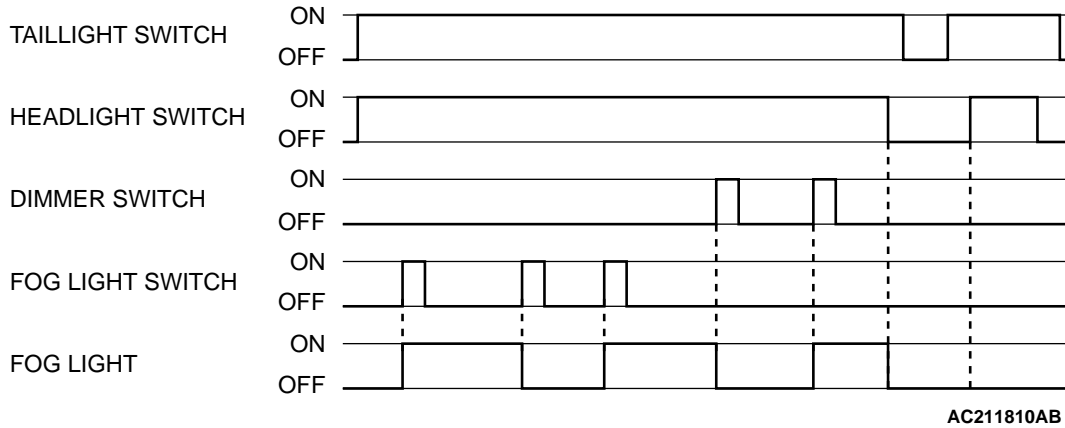 ON
TAILLIGHT SWITCH
OFF
ON
HEADLIGHT SWITCH
OFF
ON
DIMMER SWITCH
OFF
ON
FOG LIGHT SWITCH
OFF
ON
FOG LIGHT
OFF
AC211810AB